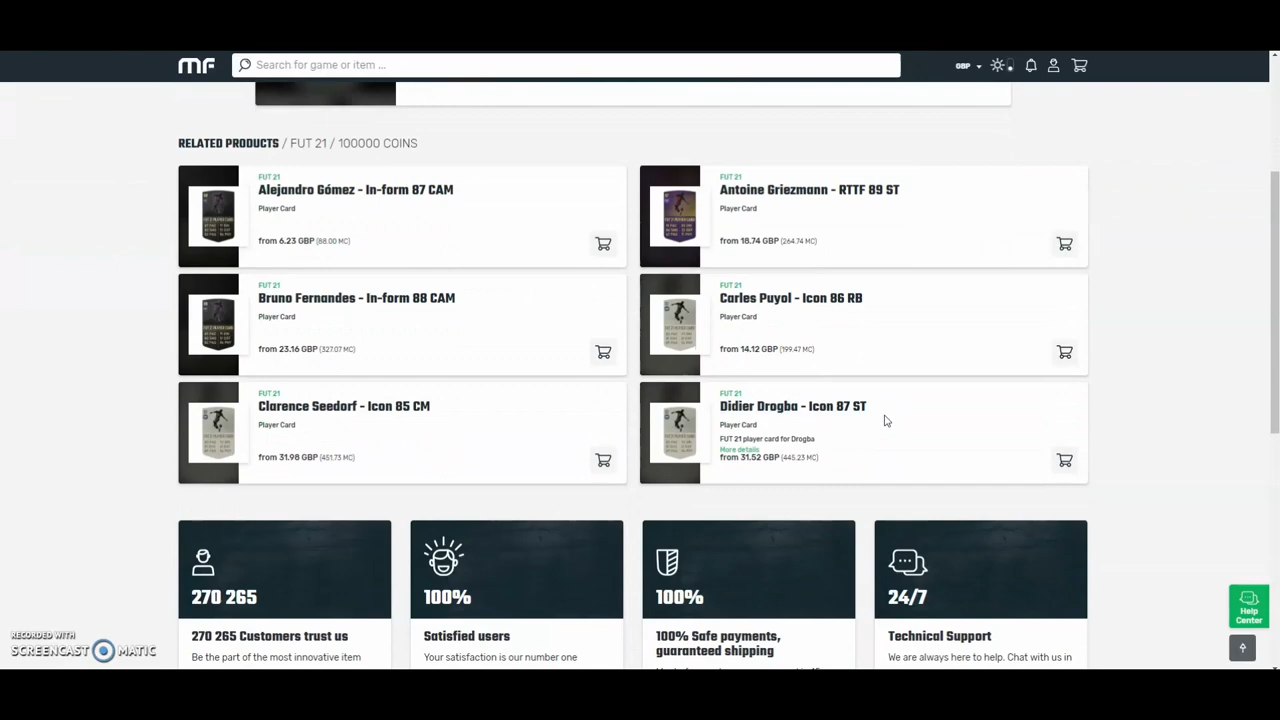 MF
Search for game or item ...
GBP
RELATED PRODUCTS / FUT 21 / 100000 COINS
FUT 21
Alejandro Gómez - In-form 87 CAM
Player Card
from 6.23 GBP (88.00 MC)
FUT 21
Antoine Griezmann - RTTF 89 ST
Player Card
from 18.74 GBP (264.74 MC)
FUT 21
Bruno Fernandes - In-form 88 CAM
Player Card
from 23.16 GBP (327.07 MC)
FUT 21
Carles Puyol - Icon 86 RB
Player Card
from 14.12 GBP (199.47 MC)
FUT 21
Clarence Seedorf - Icon 85 CM
Player Card
from 31.98 GBP (451.73 MC)
FUT 21
Didier Drogba - Icon 87 ST
Player Card
FUT 21 player card for Drogba
More details
from 31.52 GBP (445.23 MC)
270 265
270 265 Customers trust us
Be the part of the most innovative item
100%
Satisfied users
Your satisfaction is our number one
100%
100% Safe payments,
guaranteed shipping
24/7
Technical Support
We are always here to help. Chat with us in
Help
Center
RECORDED WITH
SCREENCAST MATIC